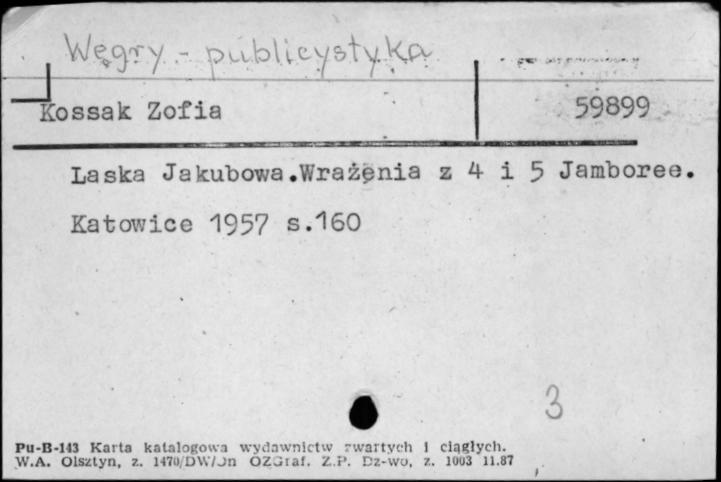 Węgry - publicystyka
Kossak Zofia 59899
Laska Jakubowa.Wrażenia z 4 i 5 Jamboree.
Katowice 1957 s.160
3
Pu-B-143 Karta katalogowa wydawnictw zwartych i ciągłych.
W.A. Olsztyn, z. 1470/DW/Jn OZGraf. Z.P. Dz-wo, z. 1003 11.87